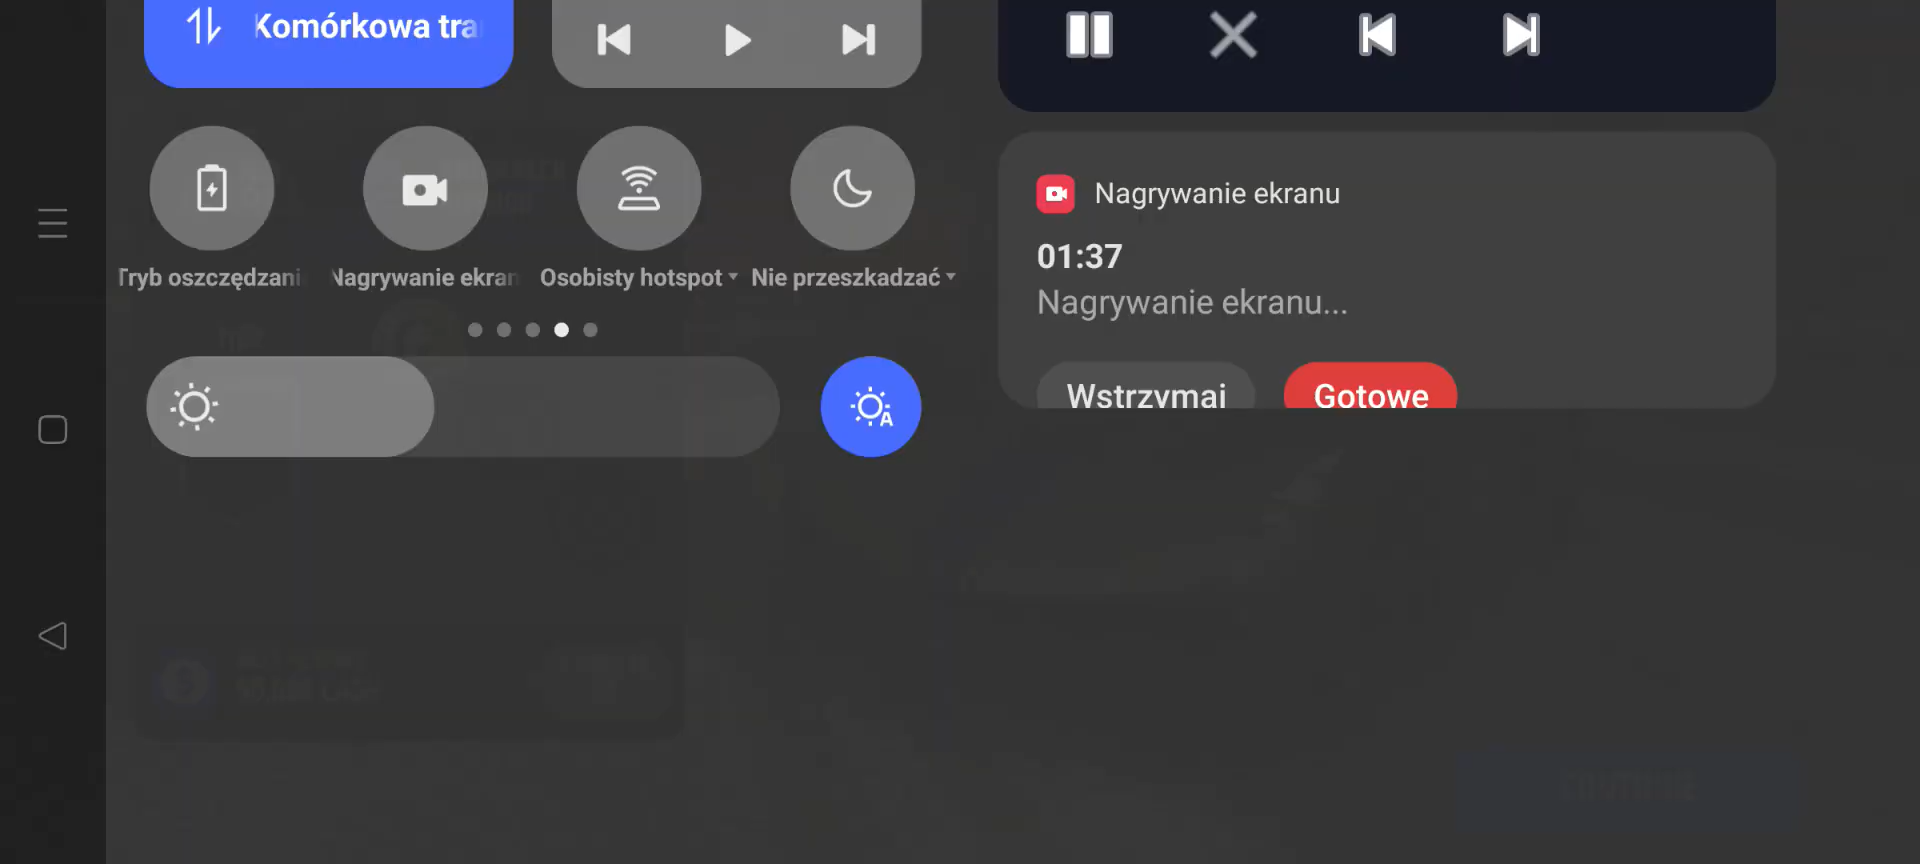 Komórkowa tra
Tryb oszczędzani
Nagrywanie ekran
Osobisty hotspot
Nie przeszkadzać
A
Nagrywanie ekranu
01:37
Nagrywanie ekranu...
Wstrzymaj
Gotowe